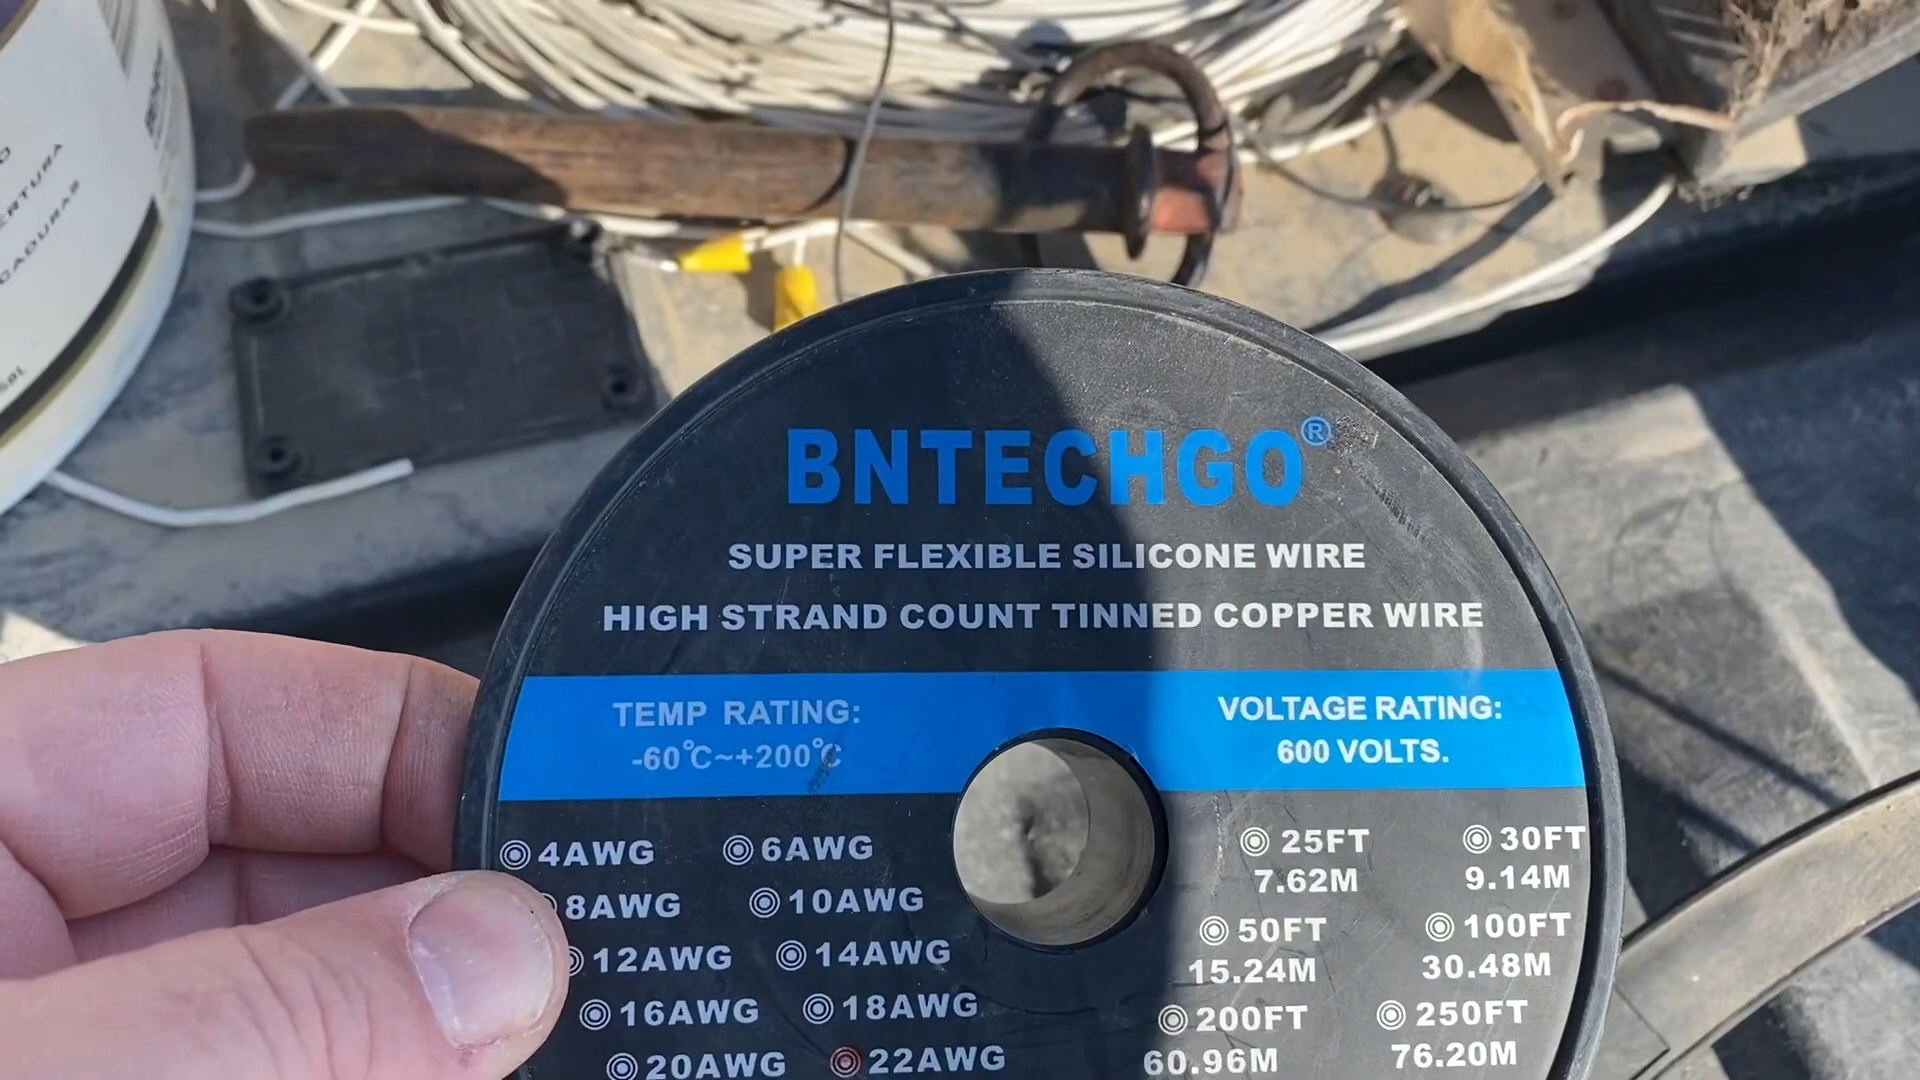 CADURAS
BNTECHGO®
SUPER FLEXIBLE SILICONE WIRE
HIGH STRAND COUNT TINNED COPPER WIRE
TEMP RATING:
-60℃~+200℃
VOLTAGE RATING:
600 VOLTS.
4AWG 6AWG
8AWG 10AWG
12AWG 14AWG
16AWG 18AWG
20AWG 22AWG
25FT 30FT
7.62M 9.14M
50FT 100FT
15.24M 30.48M
200FT 250FT
60.96M 76.20M